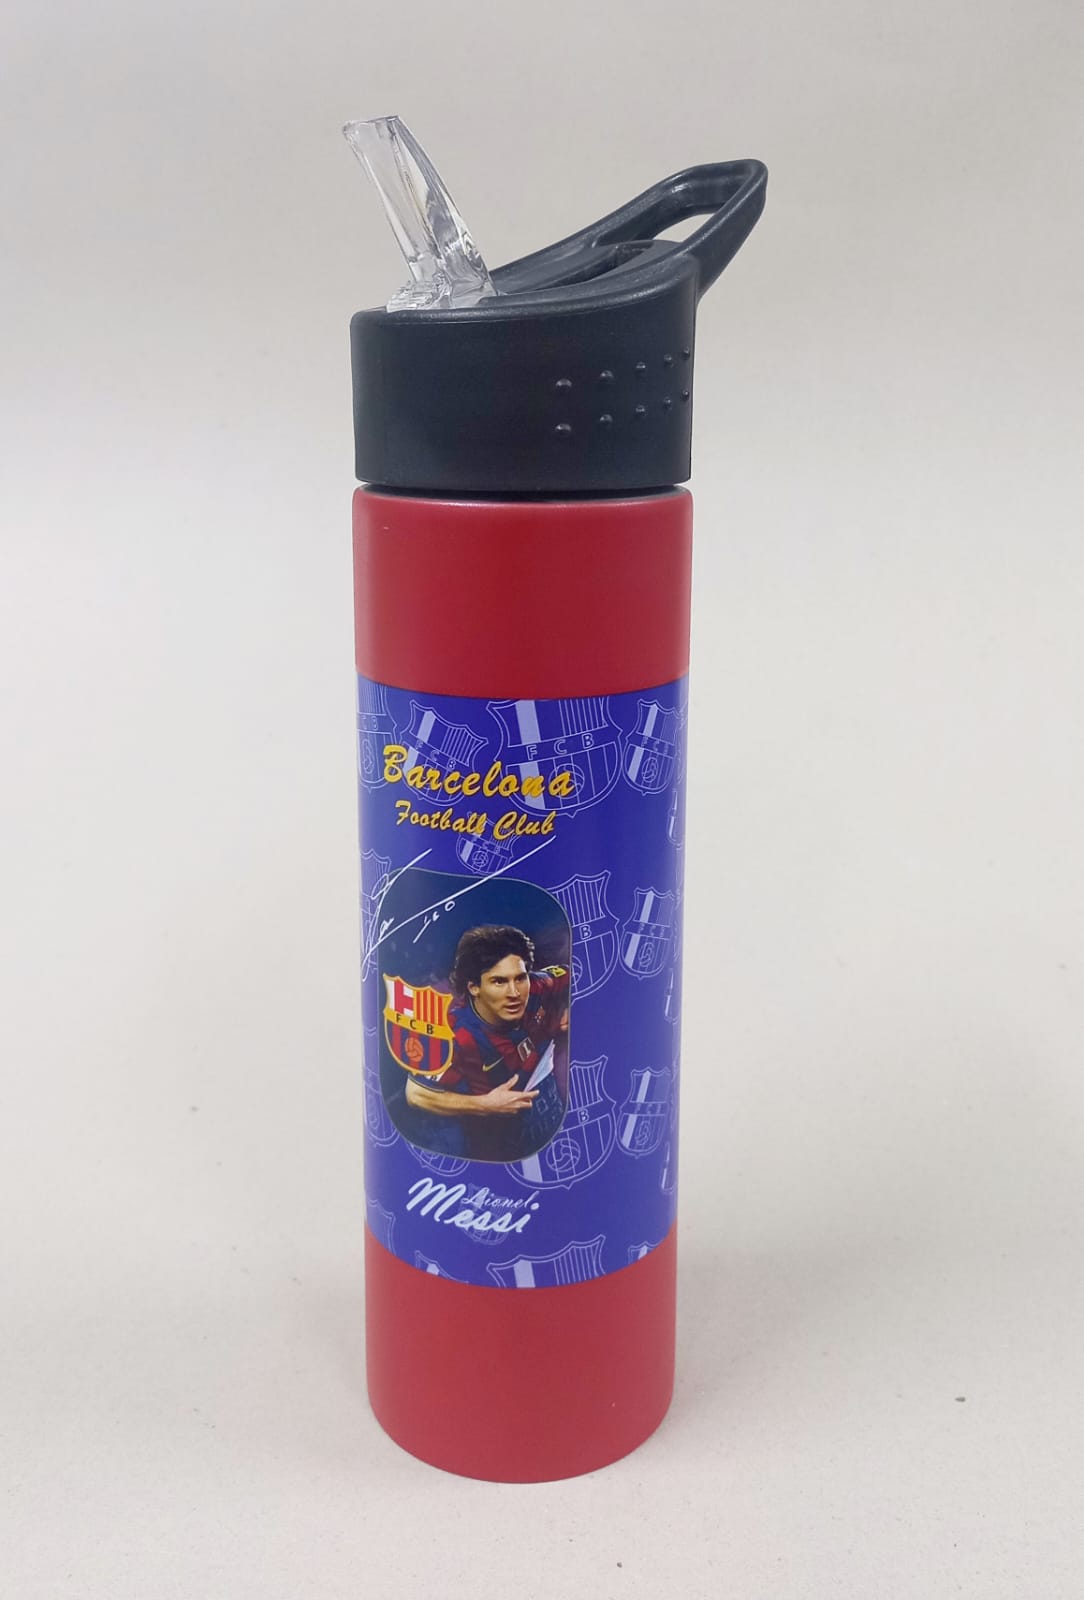 Barcelona
Football Club
FCB
Lionel
Messi